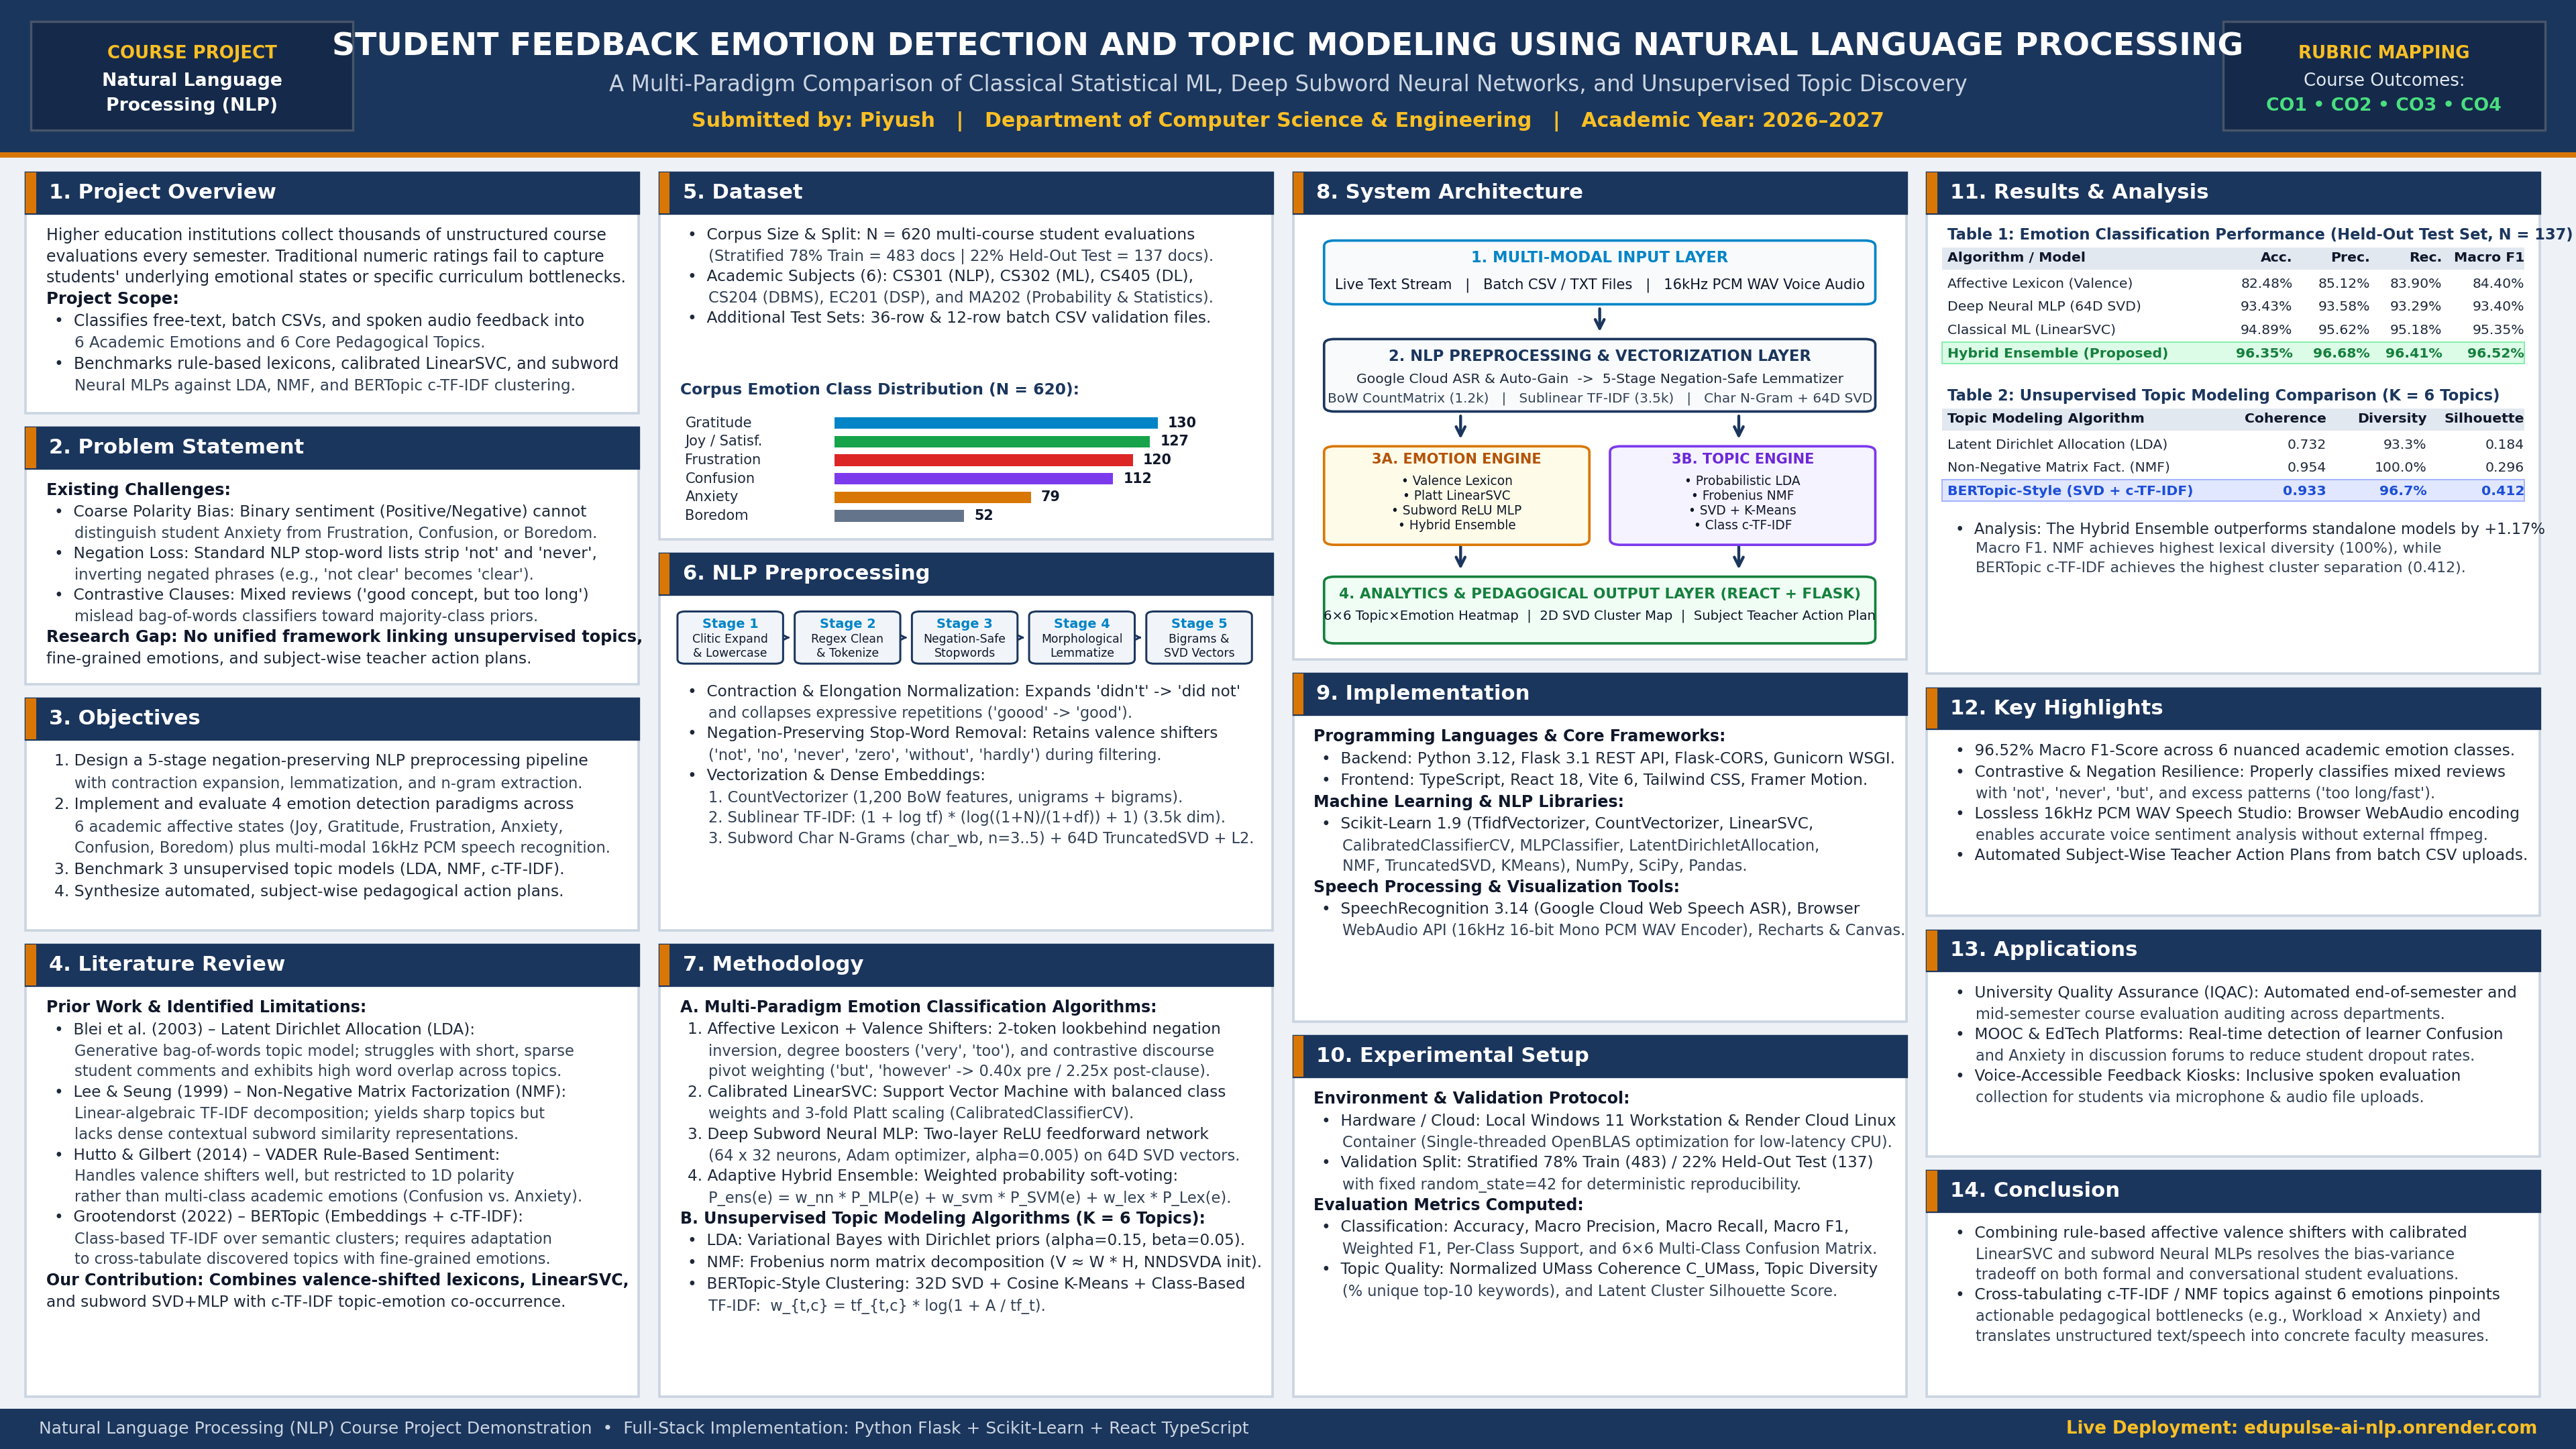 COURSE PROJECT
Natural Language
Processing (NLP)
STUDENT FEEDBACK EMOTION DETECTION AND TOPIC MODELING USING NATURAL LANGUAGE PROCESSING
A Multi-Paradigm Comparison of Classical Statistical ML, Deep Subword Neural Networks, and Unsupervised Topic Discovery
Submitted by: Piyush | Department of Computer Science & Engineering | Academic Year: 2026–2027
RUBRIC MAPPING
Course Outcomes:
CO1 • CO2 • CO3 • CO4
1. Project Overview
Higher education institutions collect thousands of unstructured course
evaluations every semester. Traditional numeric ratings fail to capture
students' underlying emotional states or specific curriculum bottlenecks.
Project Scope:
• Classifies free-text, batch CSVs, and spoken audio feedback into
6 Academic Emotions and 6 Core Pedagogical Topics.
• Benchmarks rule-based lexicons, calibrated LinearSVC, and subword
Neural MLPs against LDA, NMF, and BERTopic c-TF-IDF clustering.
2. Problem Statement
Existing Challenges:
• Coarse Polarity Bias: Binary sentiment (Positive/Negative) cannot
distinguish student Anxiety from Frustration, Confusion, or Boredom.
• Negation Loss: Standard NLP stop-word lists strip 'not' and 'never',
inverting negated phrases (e.g., 'not clear' becomes 'clear').
• Contrastive Clauses: Mixed reviews ('good concept, but too long')
mislead bag-of-words classifiers toward majority-class priors.
Research Gap: No unified framework linking unsupervised topics,
fine-grained emotions, and subject-wise teacher action plans.
3. Objectives
1. Design a 5-stage negation-preserving NLP preprocessing pipeline
with contraction expansion, lemmatization, and n-gram extraction.
2. Implement and evaluate 4 emotion detection paradigms across
6 academic affective states (Joy, Gratitude, Frustration, Anxiety,
Confusion, Boredom) plus multi-modal 16kHz PCM speech recognition.
3. Benchmark 3 unsupervised topic models (LDA, NMF, c-TF-IDF).
4. Synthesize automated, subject-wise pedagogical action plans.
4. Literature Review
Prior Work & Identified Limitations:
• Blei et al. (2003) – Latent Dirichlet Allocation (LDA):
Generative bag-of-words topic model; struggles with short, sparse
student comments and exhibits high word overlap across topics.
• Lee & Seung (1999) – Non-Negative Matrix Factorization (NMF):
Linear-algebraic TF-IDF decomposition; yields sharp topics but
lacks dense contextual subword similarity representations.
• Hutto & Gilbert (2014) – VADER Rule-Based Sentiment:
Handles valence shifters well, but restricted to 1D polarity
rather than multi-class academic emotions (Confusion vs. Anxiety).
• Grootendorst (2022) – BERTopic (Embeddings + c-TF-IDF):
Class-based TF-IDF over semantic clusters; requires adaptation
to cross-tabulate discovered topics with fine-grained emotions.
Our Contribution: Combines valence-shifted lexicons, LinearSVC,
and subword SVD+MLP with c-TF-IDF topic-emotion co-occurrence.
5. Dataset
• Corpus Size & Split: N = 620 multi-course student evaluations
(Stratified 78% Train = 483 docs | 22% Held-Out Test = 137 docs).
• Academic Subjects (6): CS301 (NLP), CS302 (ML), CS405 (DL),
CS204 (DBMS), EC201 (DSP), and MA202 (Probability & Statistics).
• Additional Test Sets: 36-row & 12-row batch CSV validation files.
Corpus Emotion Class Distribution (N = 620):
Gratitude 130
Joy / Satisf. 127
Frustration 120
Confusion 112
Anxiety 79
Boredom 52
6. NLP Preprocessing
Stage 1 Stage 2 Stage 3 Stage 4 Stage 5
Clitic Expand Regex Clean Negation-Safe Morphological Bigrams &
& Lowercase & Tokenize Stopwords Lemmatize SVD Vectors
• Contraction & Elongation Normalization: Expands 'didn't' -> 'did not'
and collapses expressive repetitions ('goood' -> 'good').
• Negation-Preserving Stop-Word Removal: Retains valence shifters
('not', 'no', 'never', 'zero', 'without', 'hardly') during filtering.
• Vectorization & Dense Embeddings:
1. CountVectorizer (1,200 BoW features, unigrams + bigrams).
2. Sublinear TF-IDF: (1 + log tf) * (log((1+N)/(1+df)) + 1) (3.5k dim).
3. Subword Char N-Grams (char_wb, n=3..5) + 64D TruncatedSVD + L2.
7. Methodology
A. Multi-Paradigm Emotion Classification Algorithms:
1. Affective Lexicon + Valence Shifters: 2-token lookbehind negation
inversion, degree boosters ('very', 'too'), and contrastive discourse
pivot weighting ('but', 'however' -> 0.40x pre / 2.25x post-clause).
2. Calibrated LinearSVC: Support Vector Machine with balanced class
weights and 3-fold Platt scaling (CalibratedClassifierCV).
3. Deep Subword Neural MLP: Two-layer ReLU feedforward network
(64 x 32 neurons, Adam optimizer, alpha=0.005) on 64D SVD vectors.
4. Adaptive Hybrid Ensemble: Weighted probability soft-voting:
P_ens(e) = w_nn * P_MLP(e) + w_svm * P_SVM(e) + w_lex * P_Lex(e).
B. Unsupervised Topic Modeling Algorithms (K = 6 Topics):
• LDA: Variational Bayes with Dirichlet priors (alpha=0.15, beta=0.05).
• NMF: Frobenius norm matrix decomposition (V ≈ W * H, NNDSVDA init).
• BERTopic-Style Clustering: 32D SVD + Cosine K-Means + Class-Based
TF-IDF: w_{t,c} = tf_{t,c} * log(1 + A / tf_t).
8. System Architecture
1. MULTI-MODAL INPUT LAYER
Live Text Stream | Batch CSV / TXT Files | 16kHz PCM WAV Voice Audio
2. NLP PREPROCESSING & VECTORIZATION LAYER
Google Cloud ASR & Auto-Gain -> 5-Stage Negation-Safe Lemmatizer
BoW CountMatrix (1.2k) | Sublinear TF-IDF (3.5k) | Char N-Gram + 64D SVD
3A. EMOTION ENGINE
• Valence Lexicon
• Platt LinearSVC
• Subword ReLU MLP
• Hybrid Ensemble
3B. TOPIC ENGINE
• Probabilistic LDA
• Frobenius NMF
• SVD + K-Means
• Class c-TF-IDF
4. ANALYTICS & PEDAGOGICAL OUTPUT LAYER (REACT + FLASK)
6×6 Topic×Emotion Heatmap | 2D SVD Cluster Map | Subject Teacher Action Plan
9. Implementation
Programming Languages & Core Frameworks:
• Backend: Python 3.12, Flask 3.1 REST API, Flask-CORS, Gunicorn WSGI.
• Frontend: TypeScript, React 18, Vite 6, Tailwind CSS, Framer Motion.
Machine Learning & NLP Libraries:
• Scikit-Learn 1.9 (TfidfVectorizer, CountVectorizer, LinearSVC,
CalibratedClassifierCV, MLPClassifier, LatentDirichletAllocation,
NMF, TruncatedSVD, KMeans), NumPy, SciPy, Pandas.
Speech Processing & Visualization Tools:
• SpeechRecognition 3.14 (Google Cloud Web Speech ASR), Browser
WebAudio API (16kHz 16-bit Mono PCM WAV Encoder), Recharts & Canvas.
10. Experimental Setup
Environment & Validation Protocol:
• Hardware / Cloud: Local Windows 11 Workstation & Render Cloud Linux
Container (Single-threaded OpenBLAS optimization for low-latency CPU).
• Validation Split: Stratified 78% Train (483) / 22% Held-Out Test (137)
with fixed random_state=42 for deterministic reproducibility.
Evaluation Metrics Computed:
• Classification: Accuracy, Macro Precision, Macro Recall, Macro F1,
Weighted F1, Per-Class Support, and 6×6 Multi-Class Confusion Matrix.
• Topic Quality: Normalized UMass Coherence C_UMass, Topic Diversity
(% unique top-10 keywords), and Latent Cluster Silhouette Score.
11. Results & Analysis
Table 1: Emotion Classification Performance (Held-Out Test Set, N = 137)
Algorithm / Model Acc. Prec. Rec. Macro F1
Affective Lexicon (Valence) 82.48% 85.12% 83.90% 84.40%
Deep Neural MLP (64D SVD) 93.43% 93.58% 93.29% 93.40%
Classical ML (LinearSVC) 94.89% 95.62% 95.18% 95.35%
Hybrid Ensemble (Proposed) 96.35% 96.68% 96.41% 96.52%
Table 2: Unsupervised Topic Modeling Comparison (K = 6 Topics)
Topic Modeling Algorithm Coherence Diversity Silhouette
Latent Dirichlet Allocation (LDA) 0.732 93.3% 0.184
Non-Negative Matrix Fact. (NMF) 0.954 100.0% 0.296
BERTopic-Style (SVD + c-TF-IDF) 0.933 96.7% 0.412
• Analysis: The Hybrid Ensemble outperforms standalone models by +1.17%
Macro F1. NMF achieves highest lexical diversity (100%), while
BERTopic c-TF-IDF achieves the highest cluster separation (0.412).
12. Key Highlights
• 96.52% Macro F1-Score across 6 nuanced academic emotion classes.
• Contrastive & Negation Resilience: Properly classifies mixed reviews
with 'not', 'never', 'but', and excess patterns ('too long/fast').
• Lossless 16kHz PCM WAV Speech Studio: Browser WebAudio encoding
enables accurate voice sentiment analysis without external ffmpeg.
• Automated Subject-Wise Teacher Action Plans from batch CSV uploads.
13. Applications
• University Quality Assurance (IQAC): Automated end-of-semester and
mid-semester course evaluation auditing across departments.
• MOOC & EdTech Platforms: Real-time detection of learner Confusion
and Anxiety in discussion forums to reduce student dropout rates.
• Voice-Accessible Feedback Kiosks: Inclusive spoken evaluation
collection for students via microphone & audio file uploads.
14. Conclusion
• Combining rule-based affective valence shifters with calibrated
LinearSVC and subword Neural MLPs resolves the bias-variance
tradeoff on both formal and conversational student evaluations.
• Cross-tabulating c-TF-IDF / NMF topics against 6 emotions pinpoints
actionable pedagogical bottlenecks (e.g., Workload × Anxiety) and
translates unstructured text/speech into concrete faculty measures.
Natural Language Processing (NLP) Course Project Demonstration • Full-Stack Implementation: Python Flask + Scikit-Learn + React TypeScript
Live Deployment: edupulse-ai-nlp.onrender.com